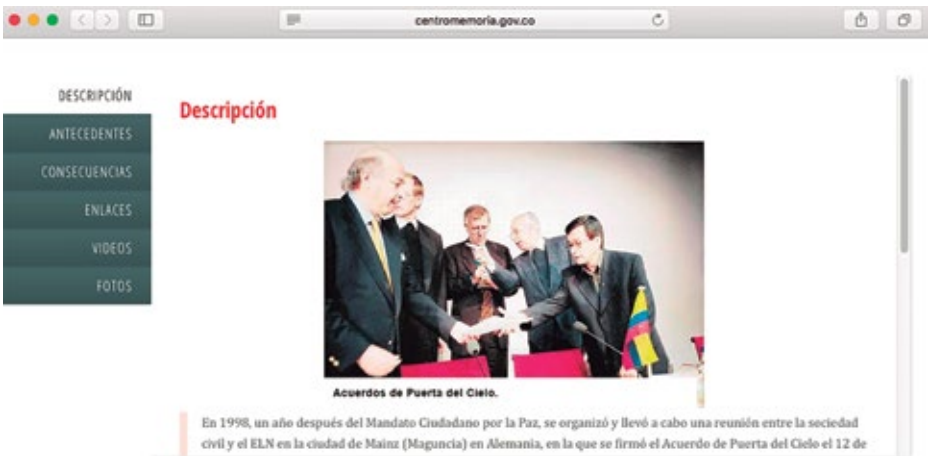 centromemoria.gov.co
DESCRIPCIÓN
ANTECEDENTES
CONSECUENCIAS
ENLACES
VIDEOS
FOTOS
Descripción
Acuerdos de Puerta del Cielo.
En 1998, un año después del Mandato Ciudadano por la Paz, se organizó y llevó a cabo una reunión entre la sociedad
civil y el ELN en la ciudad de Mainz (Maguncia) en Alemania, en la que se firmó el Acuerdo de Puerta del Cielo el 12 de